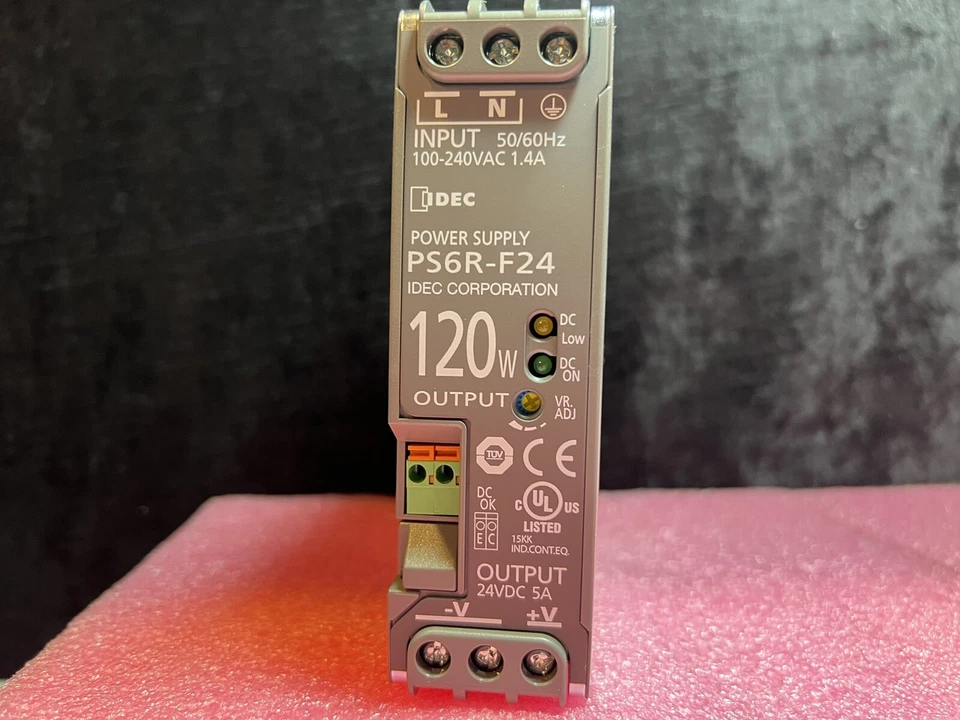 L N
INPUT 50/60Hz
100-240VAC 1.4A
IDEC
POWER SUPPLY
PS6R-F24
IDEC CORPORATION
120W
DC
Low
DC
ON
OUTPUT
VR.
ADJ
TÜV
CE
DC
OK
E C
C UL US
LISTED
15KK
IND.CONT.EQ.
OUTPUT
24VDC 5A
-V +V